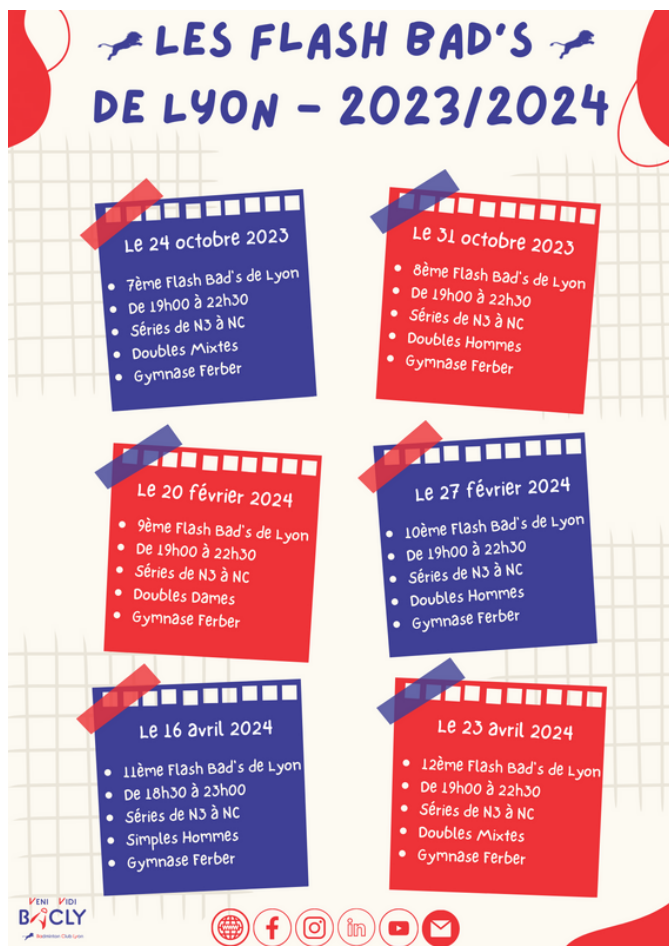 LES FLASH BAD'S
DE LYON - 2023/2024
Le 24 octobre 2023
7ème Flash Bad's de Lyon
De 19h00 à 22h30
Séries de N3 à NC
Doubles Mixtes
Gymnase Ferber
Le 31 octobre 2023
8ème Flash Bad's de Lyon
De 19h00 à 22h30
Séries de N3 à NC
Doubles Hommes
Gymnase Ferber
Le 20 février 2024
9ème Flash Bad's de Lyon
De 19h00 à 22h30
Séries de N3 à NC
Doubles Dames
Gymnase Ferber
Le 27 février 2024
10ème Flash Bad's de Lyon
De 19h00 à 22h30
Séries de N3 à NC
Doubles Hommes
Gymnase Ferber
Le 16 avril 2024
11ème Flash Bad's de Lyon
De 18h30 à 23h00
Séries de N3 à NC
Simples Hommes
Gymnase Ferber
Le 23 avril 2024
12ème Flash Bad's de Lyon
De 19h00 à 22h30
Séries de N3 à NC
Doubles Mixtes
Gymnase Ferber
VENI VIDI
BACLY
Badminton Club Lyon